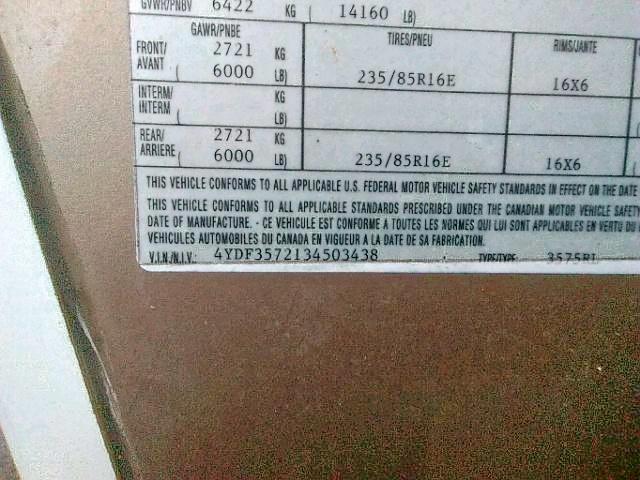 GVWR/PNBV 6422 KG ( 14160 LB)
GAWR/PNBE TIRES/PNEU RIMS/JANTE
FRONT/ 2721 KG
AVANT ( 6000 LB) 235/85R16E 16X6
INTERM/ KG
INTERM LB)
REAR/ 2721 KG
ARRIERE ( 6000 LB) 235/85R16E 16X6
THIS VEHICLE CONFORMS TO ALL APPLICABLE U.S. FEDERAL MOTOR VEHICLE SAFETY STANDARDS IN EFFECT ON THE DATE
THIS VEHICLE CONFORMS TO ALL APPLICABLE STANDARDS PRESCRIBED UNDER THE CANADIAN MOTOR VEHICLE SAFETY
DATE OF MANUFACTURE. - CE VEHICULE EST CONFORME A TOUTES LES NORMES QUI LUI SONT APPLICABLES EN VERTU DU
VEHICULES AUTOMOBILES DU CANADA EN VIGUEUR A LA DATE DE SA FABRICATION.
V.I.N./N.I.V.: 4YDF3572134503438 TYPE/TYPE: 3575RL